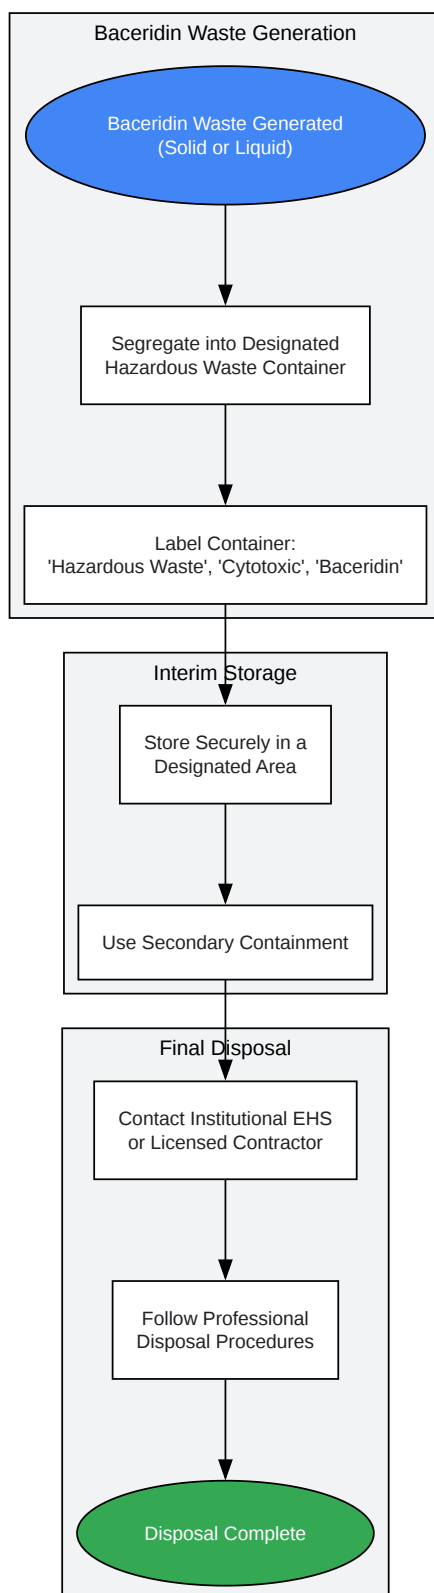 Baceridin Waste Generation
Baceridin Waste Generated
(Solid or Liquid)
Segregate into Designated
Hazardous Waste Container
Label Container:
'Hazardous Waste', 'Cytotoxic', 'Baceridin'
Interim Storage
Store Securely in a
Designated Area
Use Secondary Containment
Final Disposal
Contact Institutional EHS
or Licensed Contractor
Follow Professional
Disposal Procedures
Disposal Complete